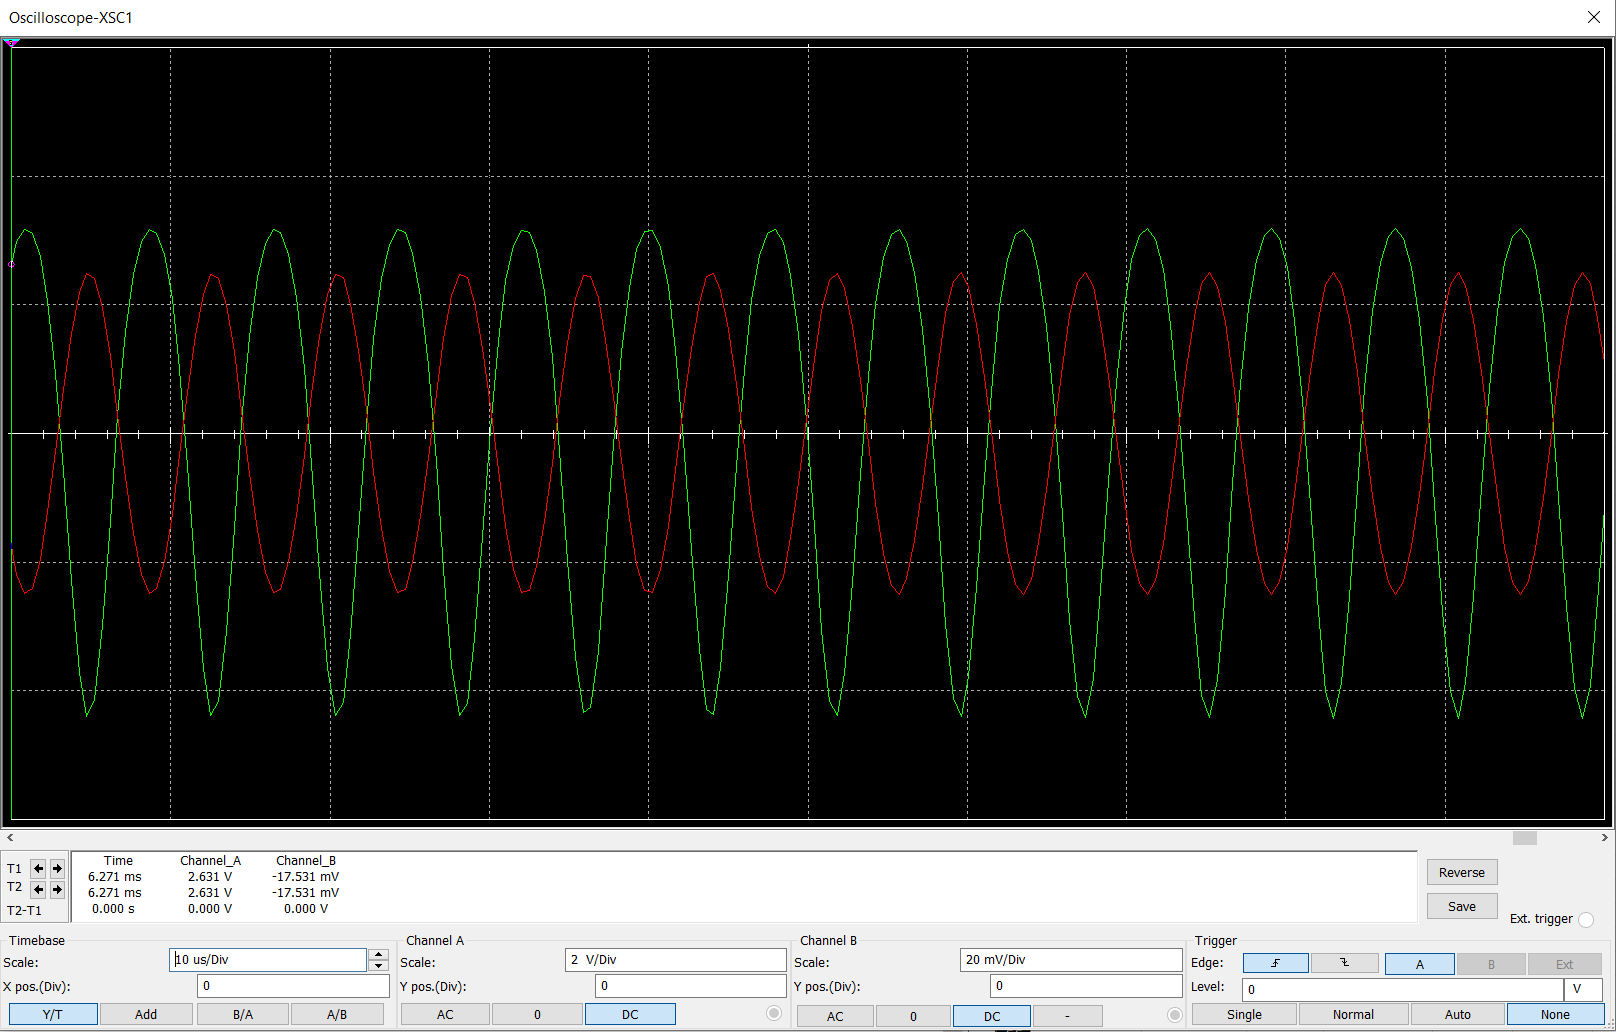 Oscilloscope-XSC1
Time Channel_A Channel_B
T1 6.271 ms 2.631 V -17.531 mV
T2 6.271 ms 2.631 V -17.531 mV
T2-T1 0.000 s 0.000 V 0.000 V
Reverse
Save
Ext. trigger
Timebase
Scale: 10 us/Div
X pos.(Div): 0
Y/T Add B/A A/B
Channel A
Scale: 2 V/Div
Y pos.(Div): 0
AC 0 DC
Channel B
Scale: 20 mV/Div
Y pos.(Div): 0
AC 0 DC -
Trigger
Edge: A B Ext
Level: 0 V
Single Normal Auto None